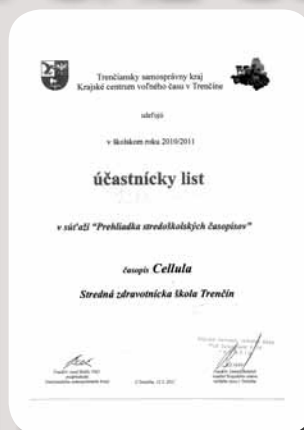 Trenčiansky samosprávny kraj
Krajské centrum voľného času v Trenčíne
udeľujú
v školskom roku 2010/2011
účastnícky list
v súťaži "Prehliadka stredoškolských časopisov"
časopis Cellula
Stredná zdravotnícka škola Trenčín